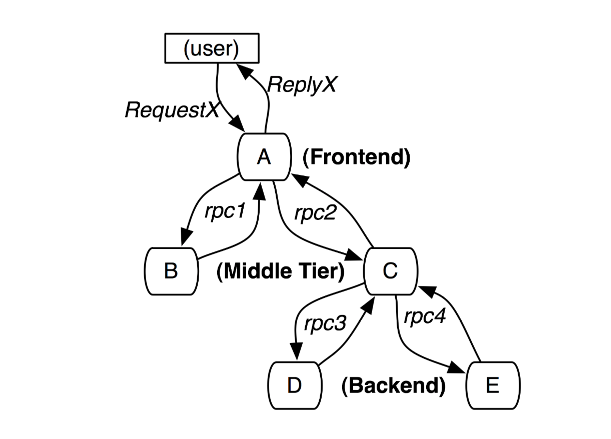 (user)
ReplyX
RequestX
A (Frontend)
rpc1 rpc2
B (Middle Tier) C
rpc3 rpc4
D (Backend) E